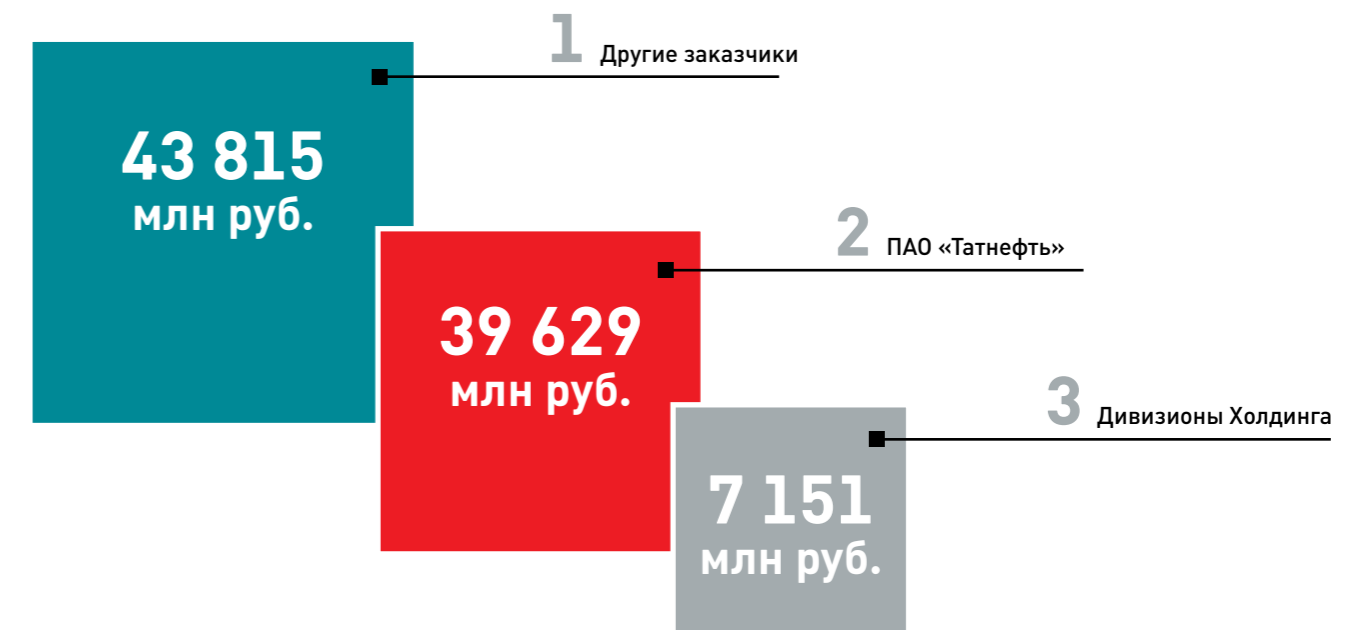 1 Другие заказчики
43 815
млн руб.
2 ПАО «Татнефть»
39 629
млн руб.
3 Дивизионы Холдинга
7 151
млн руб.